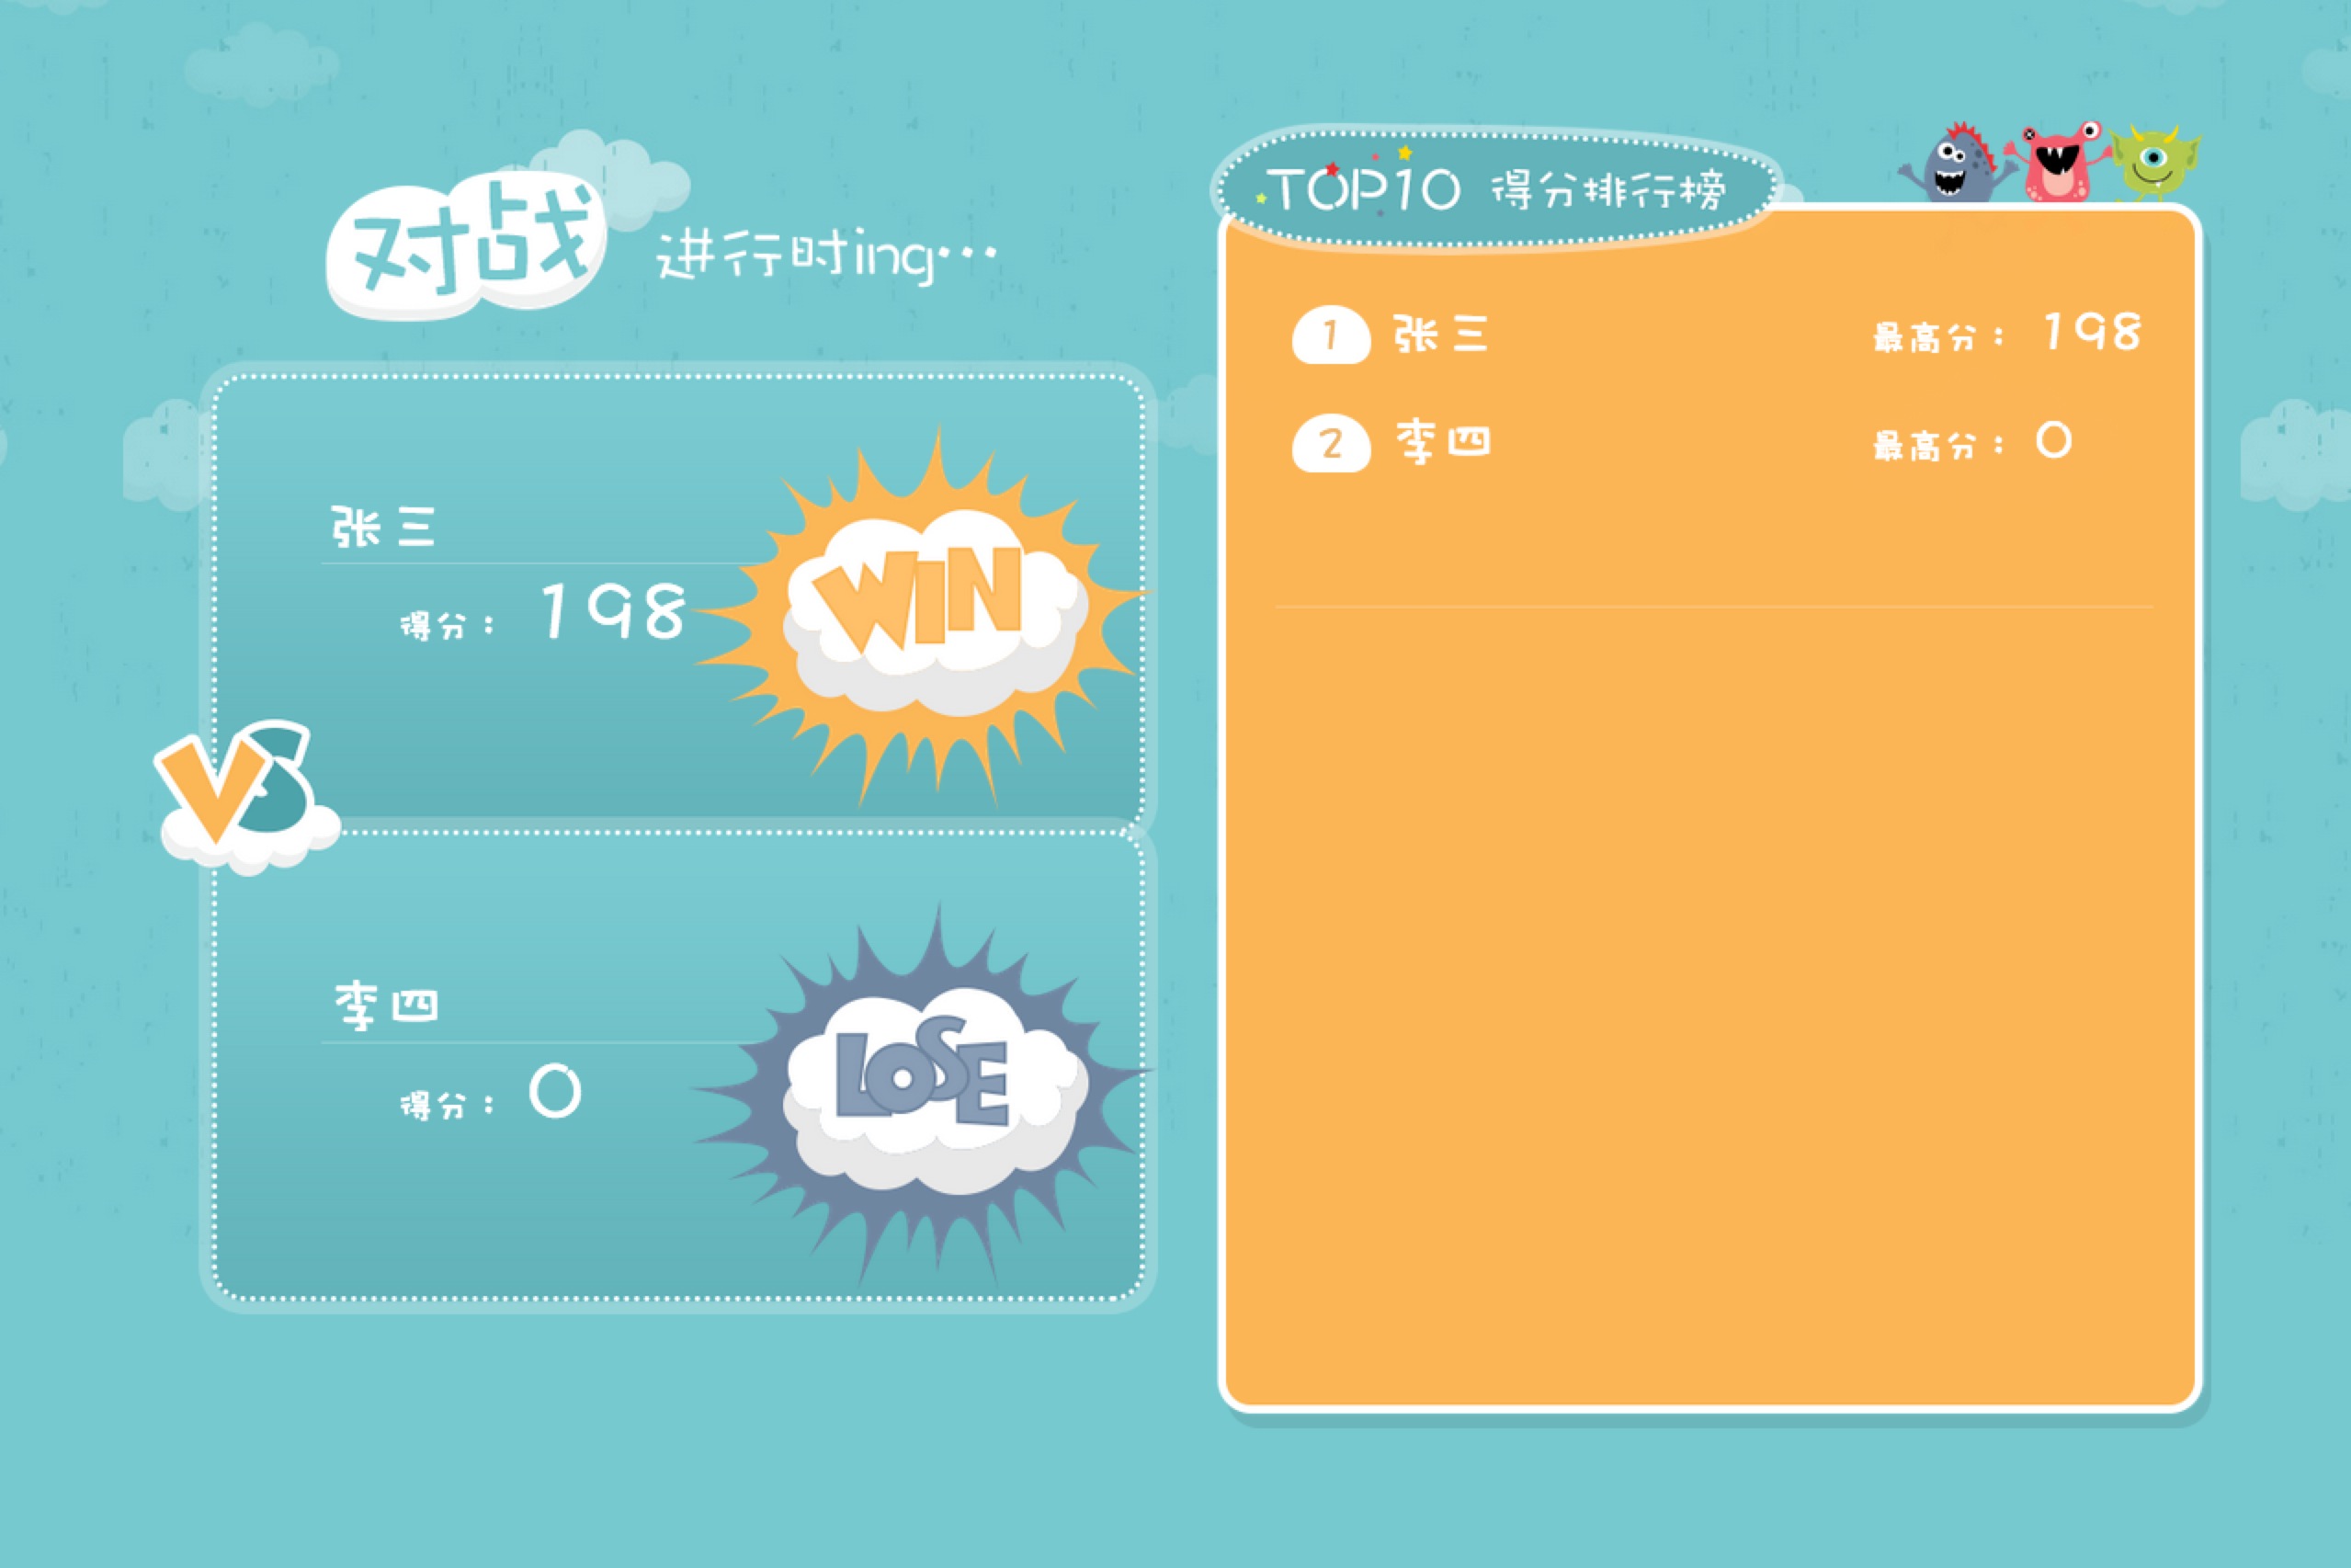 对战 进行时ing...
张三
得分： 198
WIN
VS
李四
得分： 0
LOSE
TOP10 得分排行榜
1 张三 最高分： 198
2 李四 最高分： 0